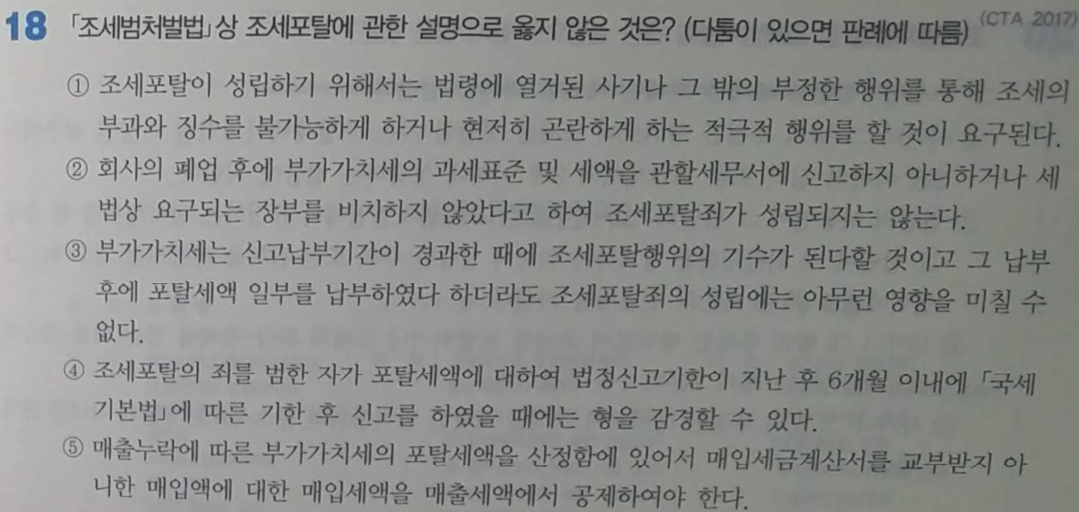 18 「조세범처벌법」상 조세포탈에 관한 설명으로 옳지 않은 것은? (다툼이 있으면 판례에 따름) (CTA 2017)
① 조세포탈이 성립하기 위해서는 법령에 열거된 사기나 그 밖의 부정한 행위를 통해 조세의
부과와 징수를 불가능하게 하거나 현저히 곤란하게 하는 적극적 행위를 할 것이 요구된다.
② 회사의 폐업 후에 부가가치세의 과세표준 및 세액을 관할세무서에 신고하지 아니하거나 세
법상 요구되는 장부를 비치하지 않았다고 하여 조세포탈죄가 성립되지는 않는다.
③ 부가가치세는 신고납부기간이 경과한 때에 조세포탈행위의 기수가 된다할 것이고 그 납부
후에 포탈세액 일부를 납부하였다 하더라도 조세포탈죄의 성립에는 아무런 영향을 미칠 수
없다.
④ 조세포탈의 죄를 범한 자가 포탈세액에 대하여 법정신고기한이 지난 후 6개월 이내에 「국세
기본법」에 따른 기한 후 신고를 하였을 때에는 형을 감경할 수 있다.
⑤ 매출누락에 따른 부가가치세의 포탈세액을 산정함에 있어서 매입세금계산서를 교부받지 아
니한 매입액에 대한 매입세액을 매출세액에서 공제하여야 한다.